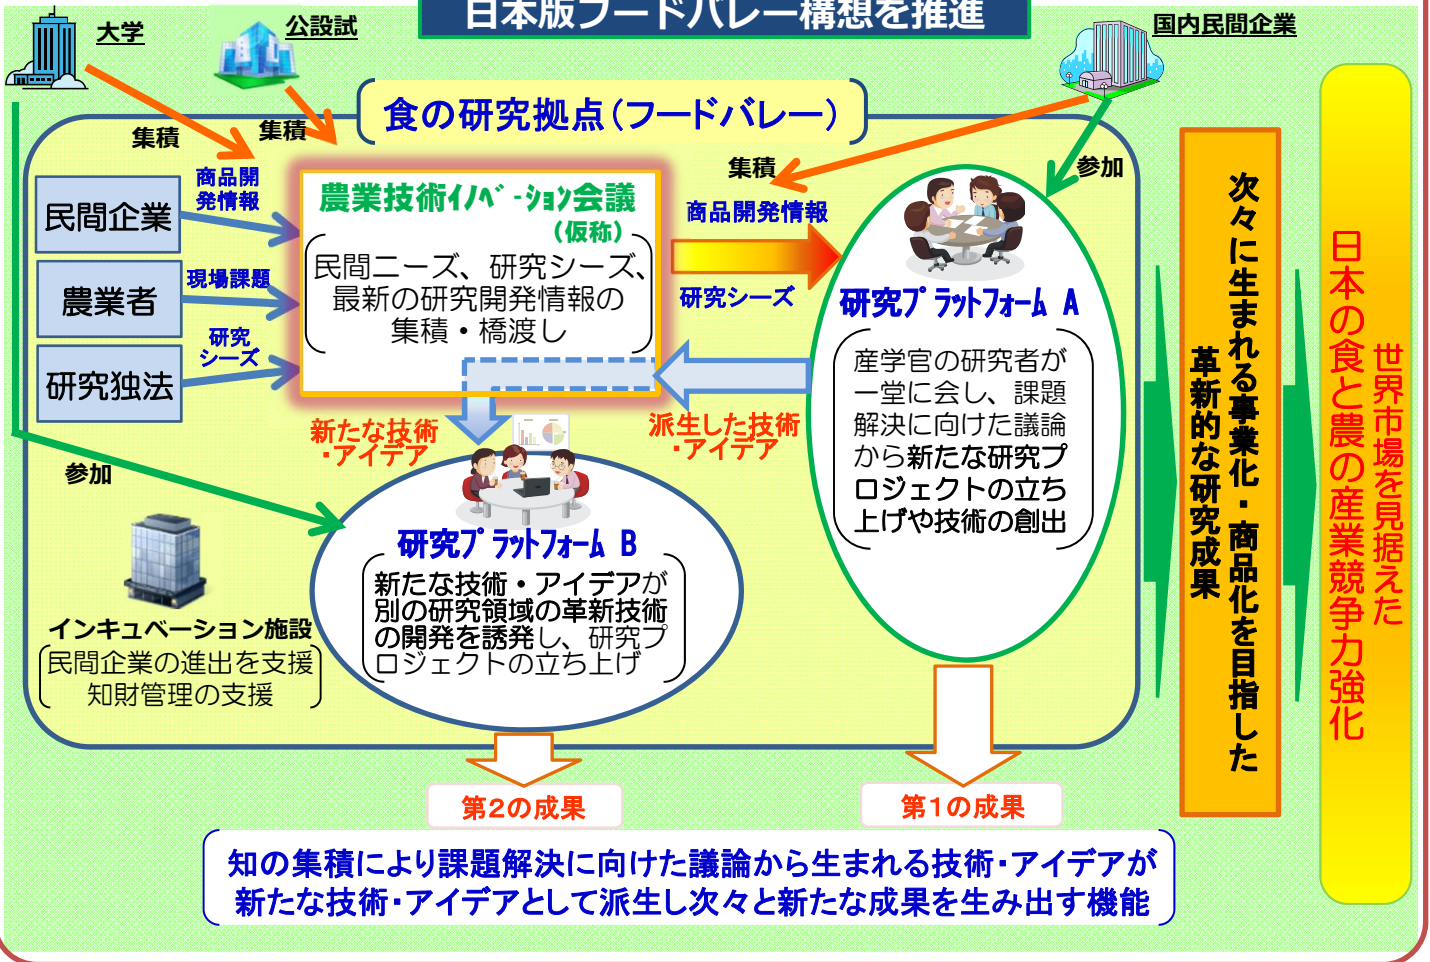 日本版フードバレー構想を推進
大学
公設試
国内民間企業
食の研究拠点(フードバレー)
集積
集積
集積
参加
民間企業
農業者
研究独法
商品開
発情報
現場課題
研究
シーズ
農業技術ｲﾉﾍﾞｰｼｮﾝ会議
(仮称)
民間ニーズ、研究シーズ、
最新の研究開発情報の
集積・橋渡し
商品開発情報
研究シーズ
研究ﾌﾟﾗｯﾄﾌｫｰﾑ A
産学官の研究者が
一堂に会し、課題
解決に向けた議論
から新たな研究プ
ロジェクトの立ち
上げや技術の創出
新たな技術
・アイデア
派生した技術
・アイデア
参加
研究ﾌﾟﾗｯﾄﾌｫｰﾑ B
新たな技術・アイデアが
別の研究領域の革新技術
の開発を誘発し、研究プ
ロジェクトの立ち上げ
インキュベーション施設
民間企業の進出を支援
知財管理の支援
第2の成果
第1の成果
知の集積により課題解決に向けた議論から生まれる技術・アイデアが
新たな技術・アイデアとして派生し次々と新たな成果を生み出す機能
次々に生まれる事業化・商品化を目指した
革新的な研究成果
世界市場を見据えた
日本の食と農の産業競争力強化